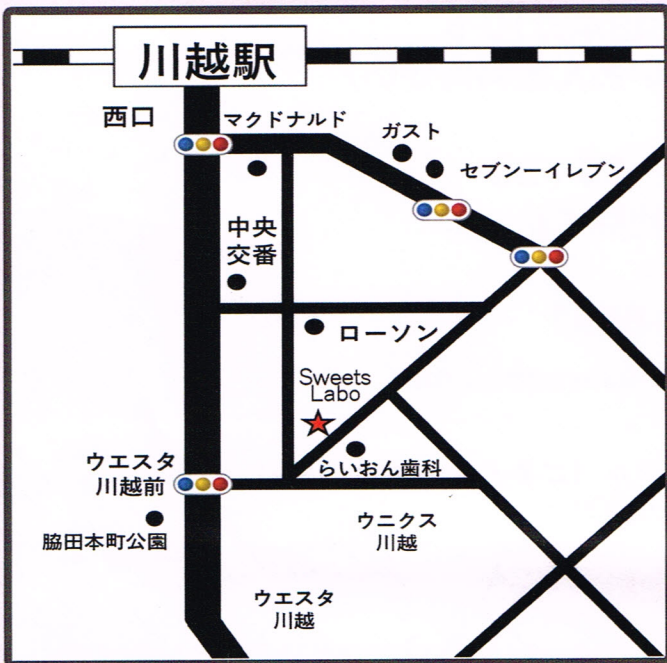 川越駅
西口
マクドナルド
ガスト
セブンーイレブン
中央
交番
ローソン
Sweets
Labo
らいおん歯科
ウエスタ
川越前
脇田本町公園
ウニクス
川越
ウエスタ
川越